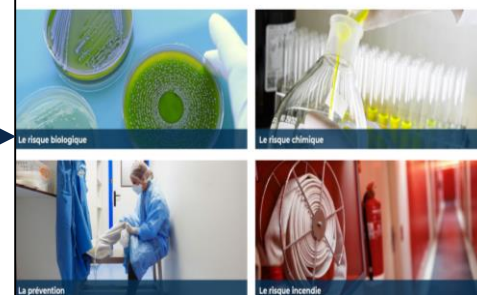 Le risque biologique
Le risque chimique
La prévention
Le risque incendie